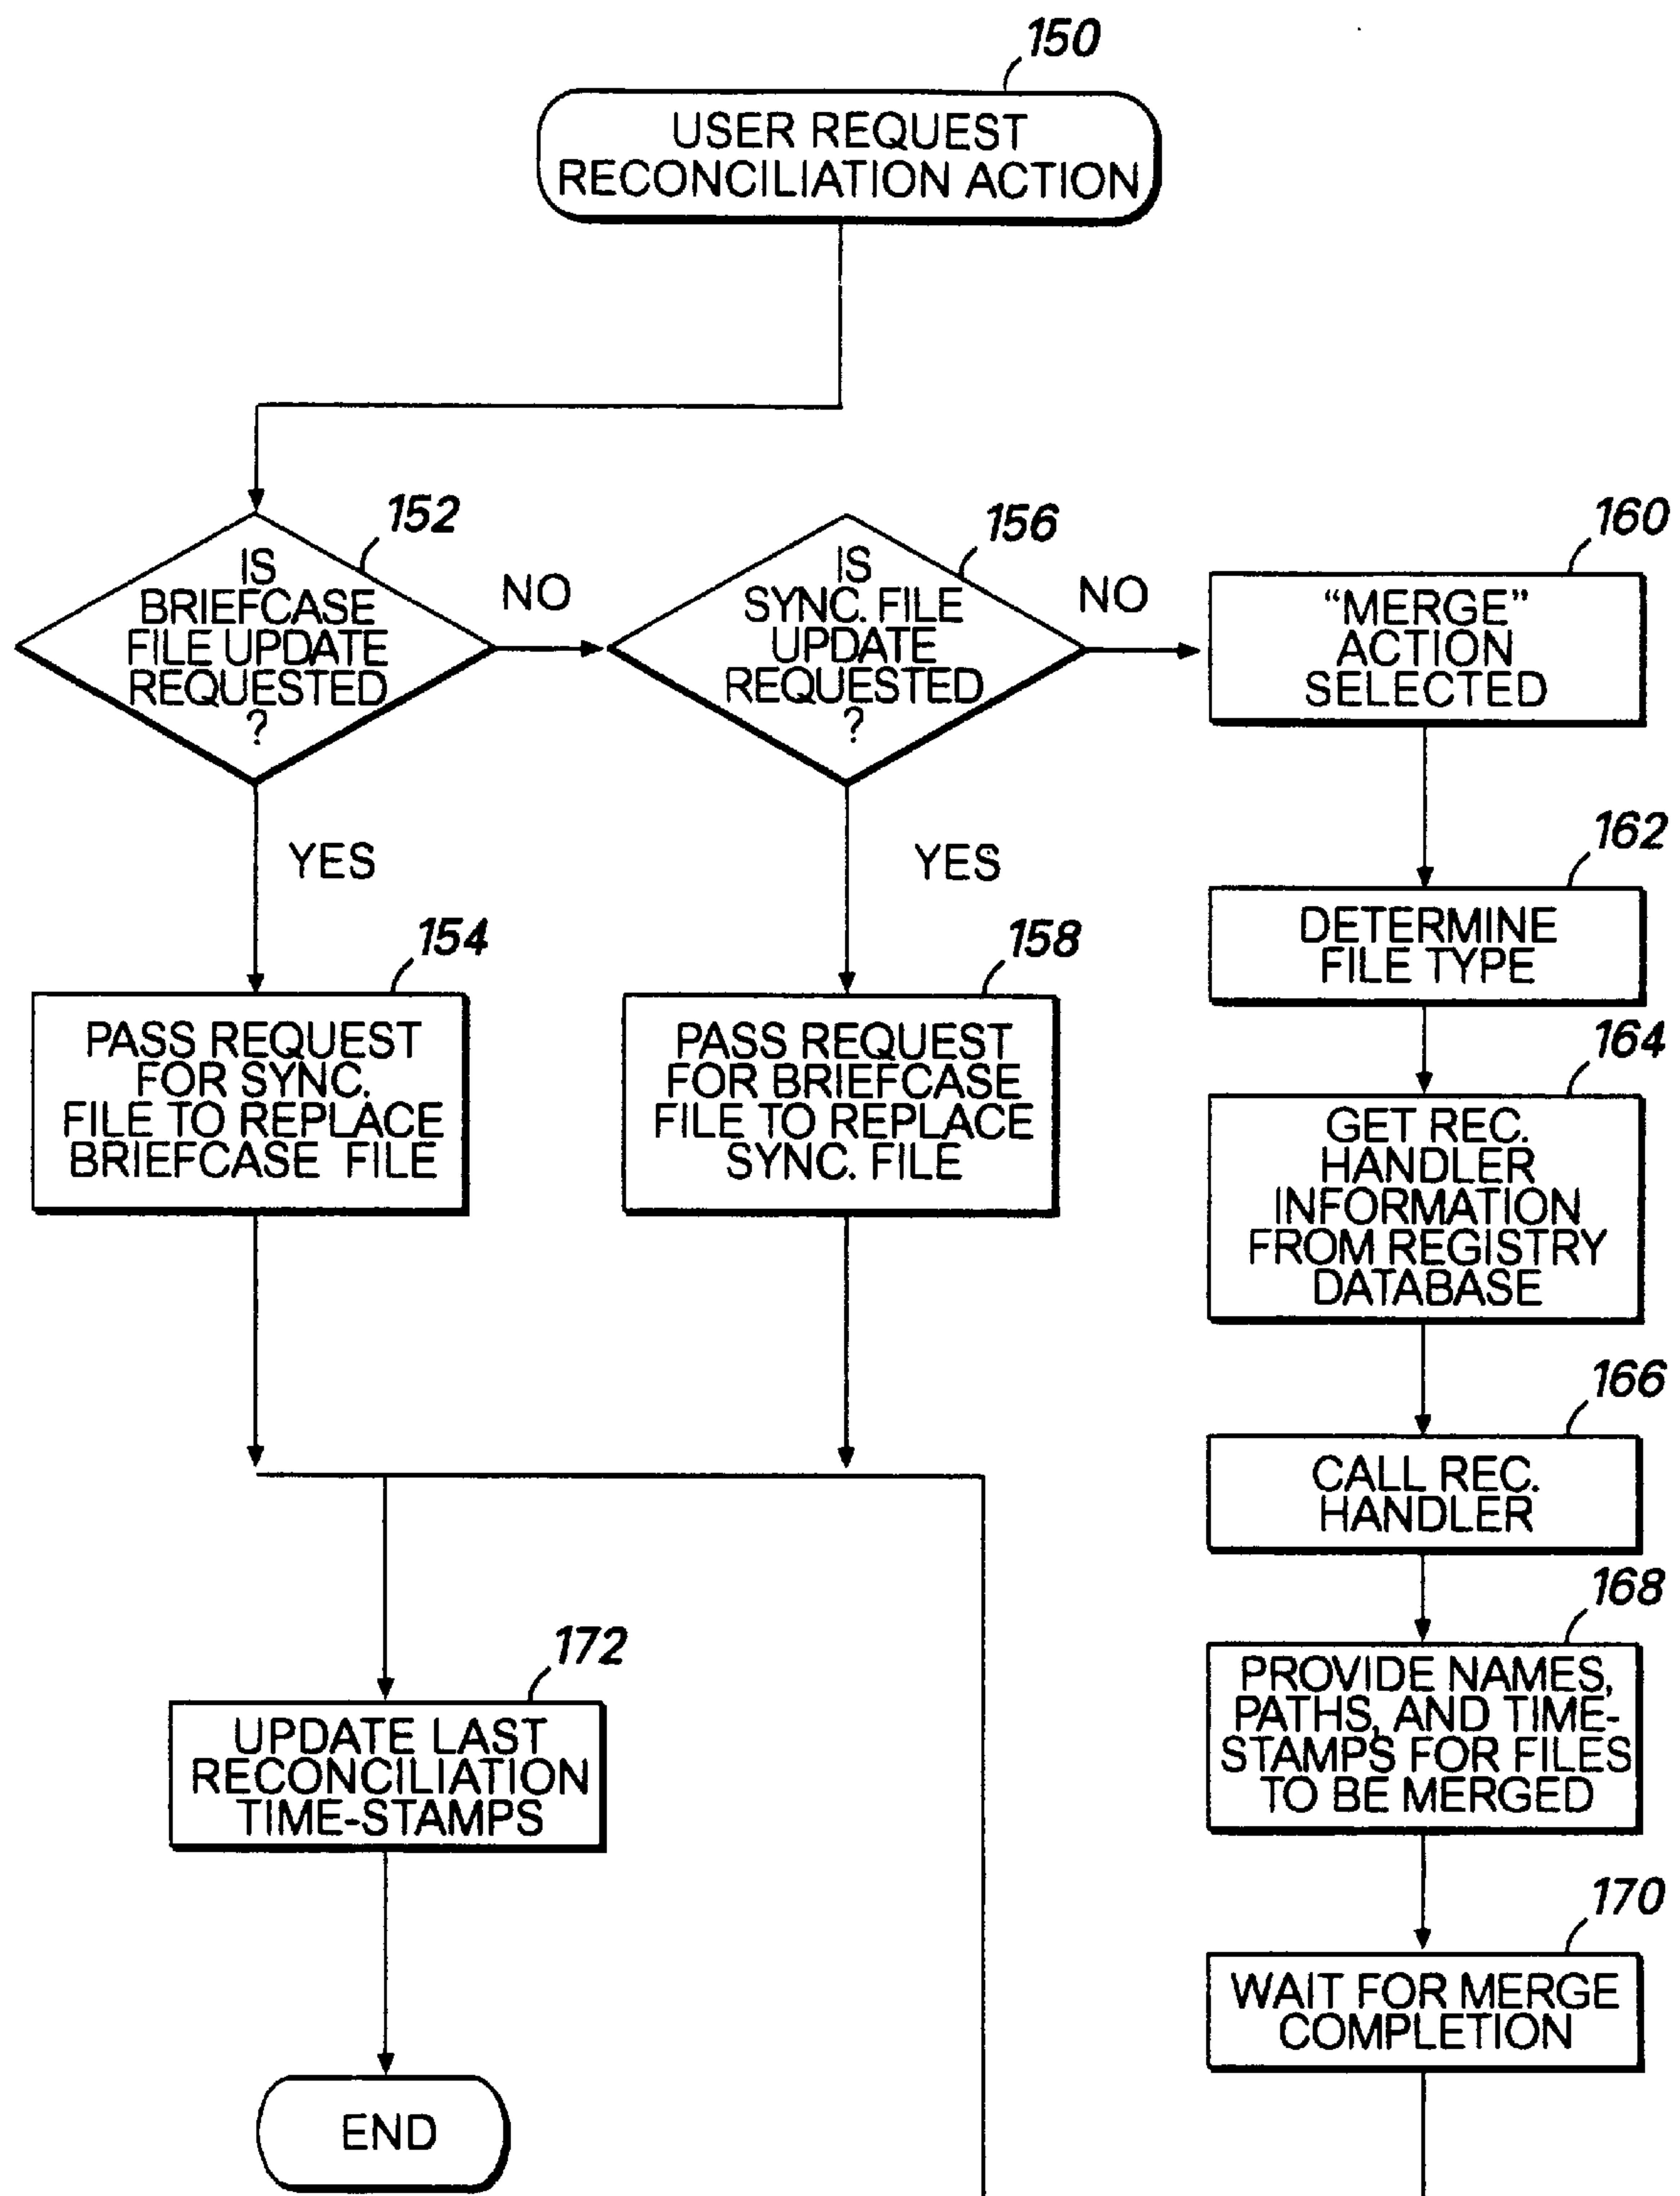 150
USER REQUEST
RECONCILIATION ACTION
152
IS
BRIEFCASE
FILE UPDATE
REQUESTED
?
NO
YES
156
IS
SYNC. FILE
UPDATE
REQUESTED
?
NO
YES
160
“MERGE”
ACTION
SELECTED
162
DETERMINE
FILE TYPE
154
PASS REQUEST
FOR SYNC.
FILE TO REPLACE
BRIEFCASE FILE
158
PASS REQUEST
FOR BRIEFCASE
FILE TO REPLACE
SYNC. FILE
164
GET REC.
HANDLER
INFORMATION
FROM REGISTRY
DATABASE
166
CALL REC.
HANDLER
168
PROVIDE NAMES,
PATHS, AND TIME-
STAMPS FOR FILES
TO BE MERGED
170
WAIT FOR MERGE
COMPLETION
172
UPDATE LAST
RECONCILIATION
TIME-STAMPS
END